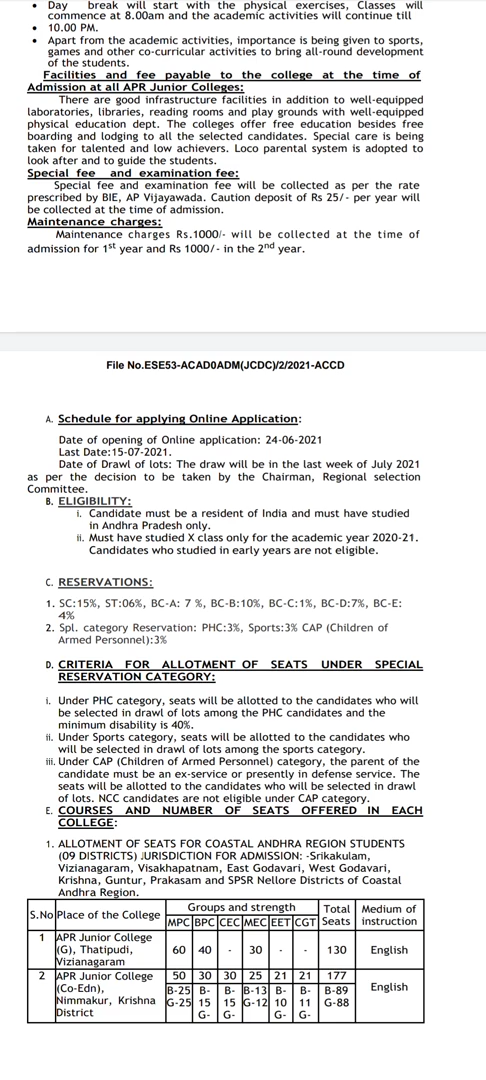 • Day break will start with the physical exercises, Classes will
commence at 8.00am and the academic activities will continue till
• 10.00 PM.
• Apart from the academic activities, importance is being given to sports,
games and other co-curricular activities to bring all-round development
of the students.
Facilities and fee payable to the college at the time of
Admission at all APR Junior Colleges:
There are good infrastructure facilities in addition to well-equipped
laboratories, libraries, reading rooms and play grounds with well-equipped
physical education dept. The colleges offer free education besides free
boarding and lodging to all the selected candidates. Special care is being
taken for talented and low achievers. Loco parental system is adopted to
look after and to guide the students.
Special fee and examination fee:
Special fee and examination fee will be collected as per the rate
prescribed by BIE, AP Vijayawada. Caution deposit of Rs 25/- per year will
be collected at the time of admission.
Maintenance charges:
Maintenance charges Rs.1000/- will be collected at the time of
admission for 1st year and Rs 1000/- in the 2nd year.
File No.ESE53-ACAD0ADM(JCDC)/2/2021-ACCD
A. Schedule for applying Online Application:
Date of opening of Online application: 24-06-2021
Last Date:15-07-2021.
Date of Drawl of lots: The draw will be in the last week of July 2021
as per the decision to be taken by the Chairman, Regional selection
Committee.
B. ELIGIBILITY:
i. Candidate must be a resident of India and must have studied
in Andhra Pradesh only.
ii. Must have studied X class only for the academic year 2020-21.
Candidates who studied in early years are not eligible.
C. RESERVATIONS:
1. SC:15%, ST:06%, BC-A: 7 %, BC-B:10%, BC-C:1%, BC-D:7%, BC-E:
4%
2. Spl. category Reservation: PHC:3%, Sports:3% CAP (Children of
Armed Personnel):3%
D. CRITERIA FOR ALLOTMENT OF SEATS UNDER SPECIAL
RESERVATION CATEGORY:
i. Under PHC category, seats will be allotted to the candidates who will
be selected in drawl of lots among the PHC candidates and the
minimum disability is 40%.
ii. Under Sports category, seats will be allotted to the candidates who
will be selected in drawl of lots among the sports category.
iii. Under CAP (Children of Armed Personnel) category, the parent of the
candidate must be an ex-service or presently in defense service. The
seats will be allotted to the candidates who will be selected in drawl
of lots. NCC candidates are not eligible under CAP category.
E. COURSES AND NUMBER OF SEATS OFFERED IN EACH
COLLEGE:
1. ALLOTMENT OF SEATS FOR COASTAL ANDHRA REGION STUDENTS
(09 DISTRICTS) JURISDICTION FOR ADMISSION: -Srikakulam,
Vizianagaram, Visakhapatnam, East Godavari, West Godavari,
Krishna, Guntur, Prakasam and SPSR Nellore Districts of Coastal
Andhra Region.
S.No Place of the College Groups and strength Total Seats Medium of instruction
MPC BPC CEC MEC EET CGT
1 APR Junior College (G), Thatipudi, Vizianagaram 60 40 - 30 - - 130 English
2 APR Junior College (Co-Edn), Nimmakur, Krishna District 50 30 30 25 21 21 177 English
B-25 G-25 B-15 G- B-15 G- B-13 G-12 B-10 G- B-11 G- B-89 G-88